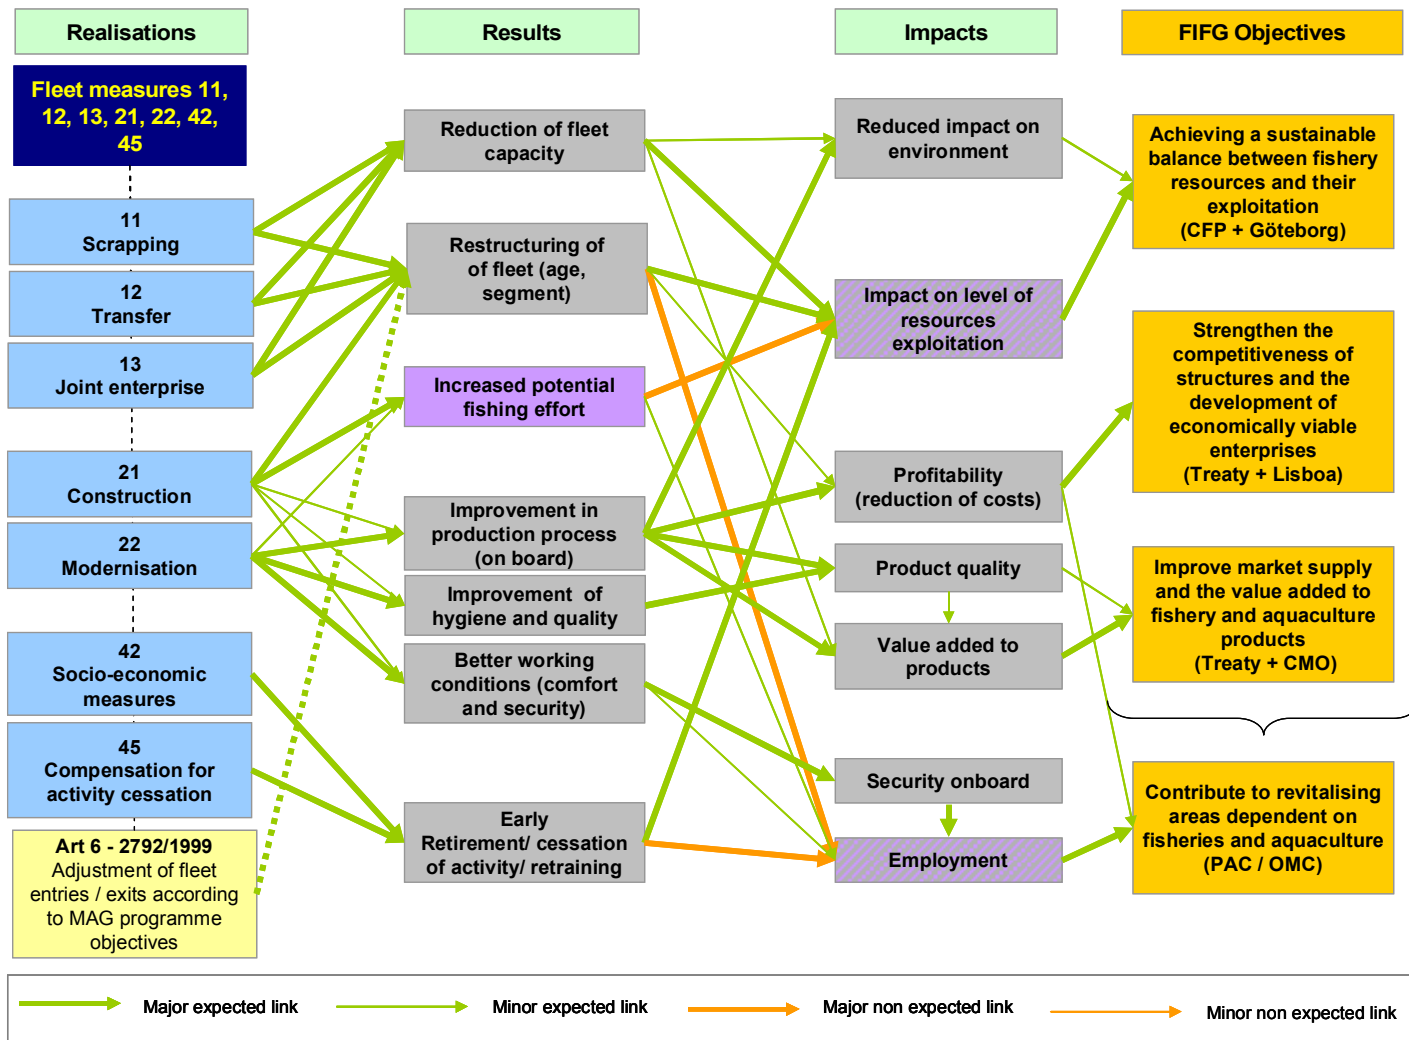 Realisations
Results
Impacts
FIFG Objectives
Fleet measures 11,
12, 13, 21, 22, 42,
45
11
Scrapping
12
Transfer
13
Joint enterprise
21
Construction
22
Modernisation
42
Socio-economic
measures
45
Compensation for
activity cessation
Art 6 - 2792/1999
Adjustment of fleet
entries / exits according
to MAG programme
objectives
Reduction of fleet
capacity
Restructuring of
of fleet (age,
segment)
Increased potential
fishing effort
Improvement in
production process
(on board)
Improvement of
hygiene and quality
Better working
conditions (comfort
and security)
Early
Retirement/ cessation
of activity/ retraining
Reduced impact on
environment
Impact on level of
resources
exploitation
Profitability
(reduction of costs)
Product quality
Value added to
products
Security onboard
Employment
Achieving a sustainable
balance between fishery
resources and their
exploitation
(CFP + Göteborg)
Strengthen the
competitiveness of
structures and the
development of
economically viable
enterprises
(Treaty + Lisboa)
Improve market supply
and the value added to
fishery and aquaculture
products
(Treaty + CMO)
Contribute to revitalising
areas dependent on
fisheries and aquaculture
(PAC / OMC)
Major expected link
Minor expected link
Major non expected link
Minor non expected link